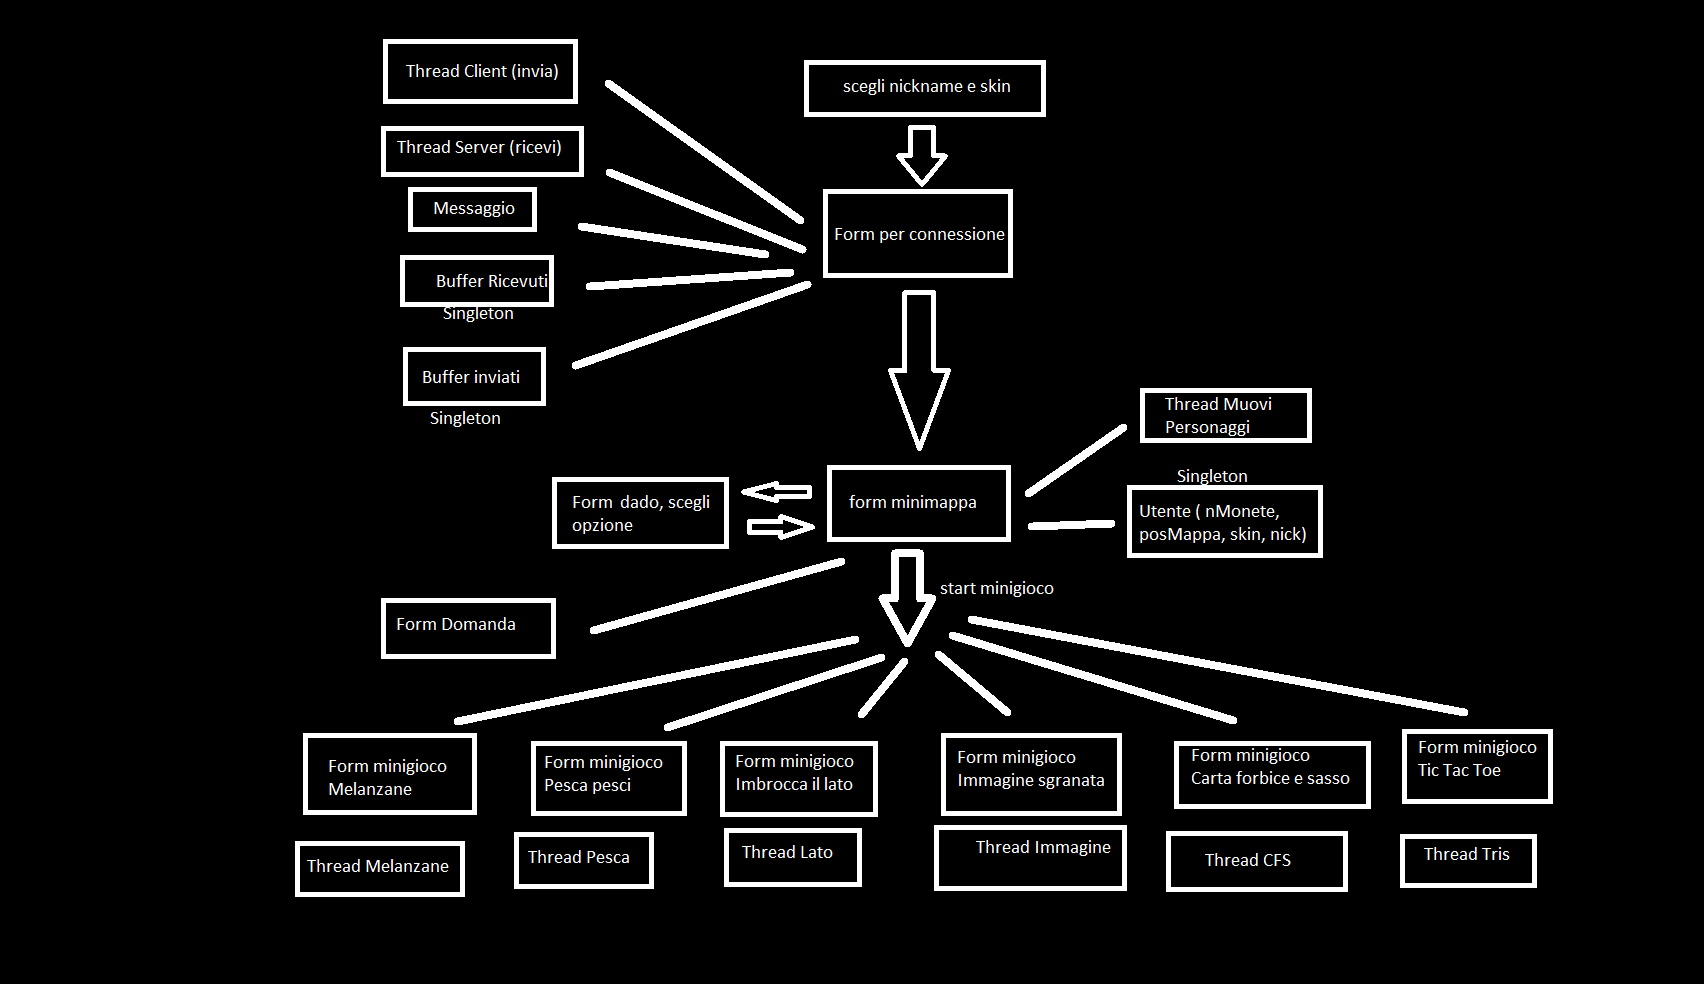 Thread Client (invia)
scegli nickname e skin
Thread Server (ricevi)
Messaggio
Form per connessione
Buffer Ricevuti
Singleton
Buffer inviati
Singleton
Thread Muovi
Personaggi
Singleton
Utente ( nMonete,
posMappa, skin, nick)
form minimappa
Form dado, scegli
opzione
start minigioco
Form Domanda
Form minigioco
Melanzane
Form minigioco
Pesca pesci
Form minigioco
Imbrocca il lato
Form minigioco
Immagine sgranata
Form minigioco
Carta forbice e sasso
Form minigioco
Tic Tac Toe
Thread Melanzane
Thread Pesca
Thread Lato
Thread Immagine
Thread CFS
Thread Tris